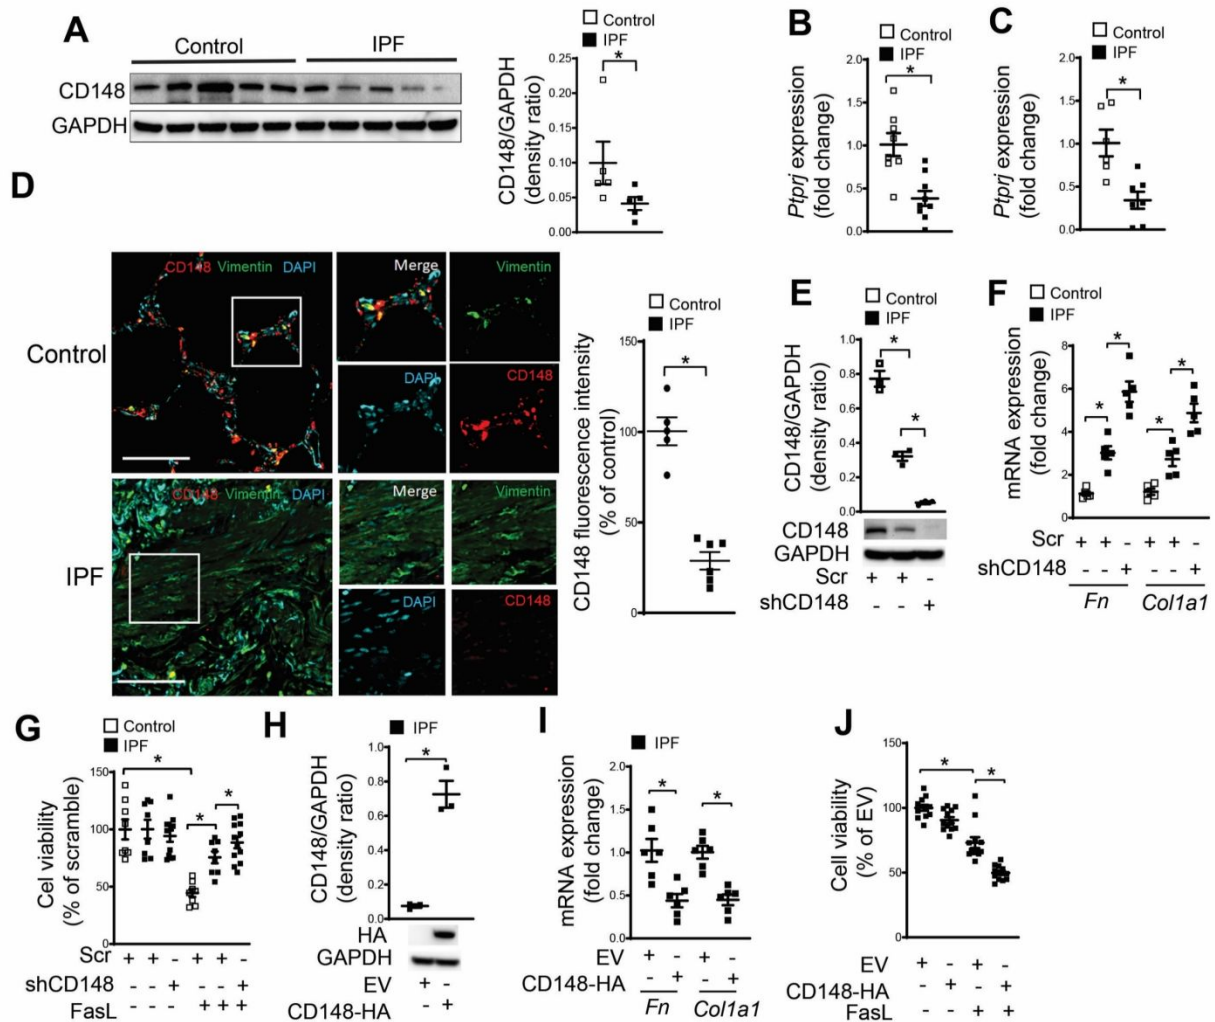 A
Control IPF
CD148
GAPDH
Control
IPF
*
CD148/GAPDH
(density ratio)
0.25
0.20
0.15
0.10
0.05
0.00
B
Control
IPF
*
Ptprj expression
(fold change)
2.0
1.5
1.0
0.5
0.0
C
Control
IPF
*
Ptprj expression
(fold change)
2.0
1.5
1.0
0.5
0.0
D
Control
CD148 Vimentin DAPI
Merge
Vimentin
DAPI
CD148
IPF
CD148 Vimentin DAPI
Merge
Vimentin
DAPI
CD148
Control
IPF
*
CD148 fluorescence intensity
(% of control)
150
100
50
0
E
Control
IPF
* *
CD148/GAPDH
(density ratio)
1.0
0.8
0.6
0.4
0.2
0.0
CD148
GAPDH
Scr + + -
shCD148 - - +
F
Control
IPF
* * * *
mRNA expression
(fold change)
8
6
4
2
0
Scr + + - + + -
shCD148 - - + - - +
Fn Col1a1
G
Control
IPF
* * *
Cel viability
(% of scramble)
150
100
50
0
Scr + + - + + -
shCD148 - - + - - +
FasL - - - + + +
H
IPF
*
CD148/GAPDH
(density ratio)
1.0
0.8
0.6
0.4
0.2
0.0
HA
GAPDH
EV + -
CD148-HA - +
I
IPF
* *
mRNA expression
(fold change)
2.0
1.5
1.0
0.5
0.0
EV + - + -
CD148-HA - + - +
Fn Col1a1
J
* *
Cell viability
(% of EV)
150
100
50
0
EV + - + -
CD148-HA - + - +
FasL - - + +